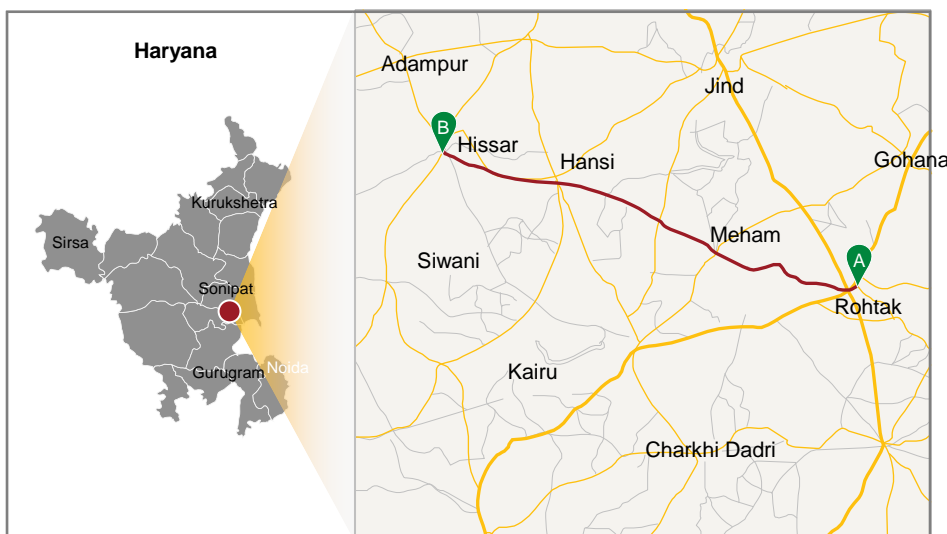 Haryana
Kurukshetra
Sirsa
Sonipat
Gurugram
Noida
Adampur
Jind
B
Hissar
Hansi
Gohana
Meham
Siwani
A
Rohtak
Kairu
Charkhi Dadri